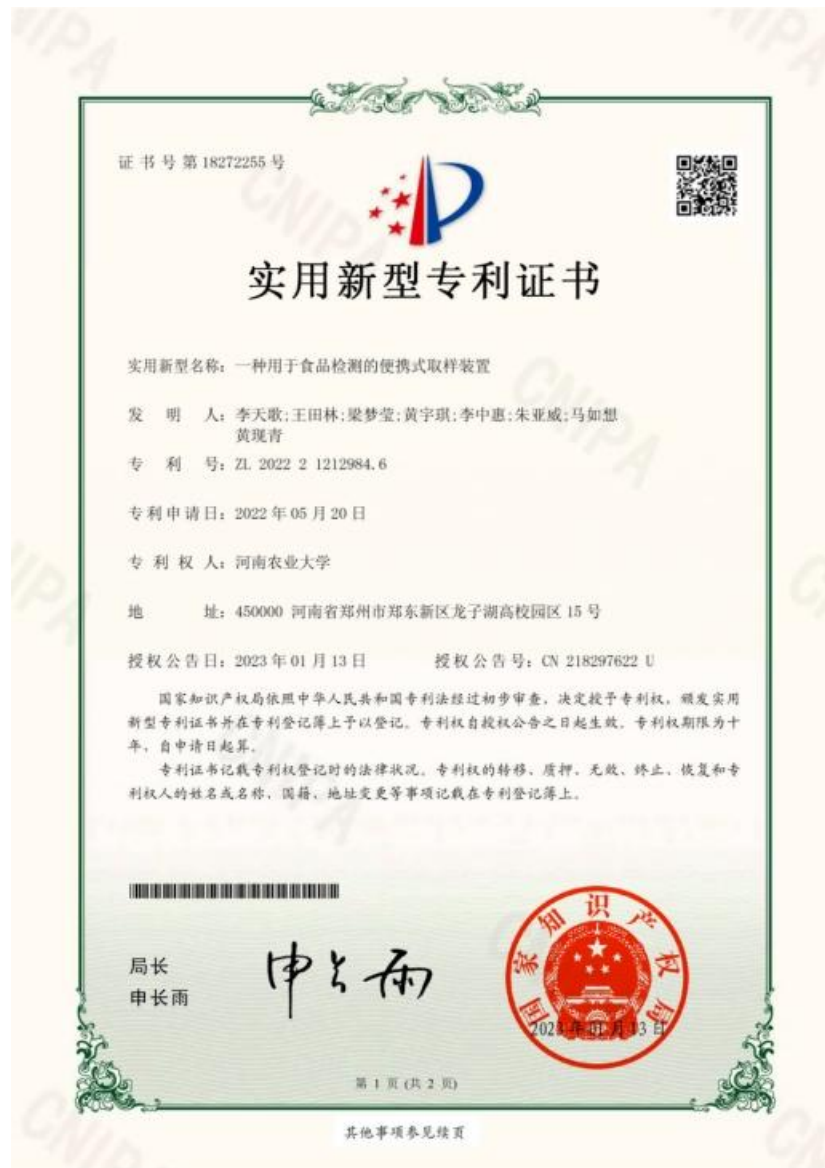 证书号第18272255号
实用新型专利证书
实用新型名称：一种用于食品检测的便携式取样装置
发明人：李天歌;王田林;梁梦莹;黄宇琪;李中惠;朱亚威;马如想
黄现青
专利号：ZL 2022 2 1212984.6
专利申请日：2022年05月20日
专利权人：河南农业大学
地址：450000 河南省郑州市郑东新区龙子湖高校园区15号
授权公告日：2023年01月13日 授权公告号：CN 218297622 U
国家知识产权局依照中华人民共和国专利法经过初步审查，决定授予专利权，颁发实用
新型专利证书并在专利登记簿上予以登记。专利权自授权公告之日起生效。专利权期限为十
年，自申请日起算。
专利证书记载专利权登记时的法律状况。专利权的转移、质押、无效、终止、恢复和专
利权人的姓名或名称、国籍、地址变更等事项记载在专利登记簿上。
局长
申长雨
申长雨
国家知识产权局
2023年01月13日
第 1 页 (共 2 页)
其他事项参见续页
CNIPA